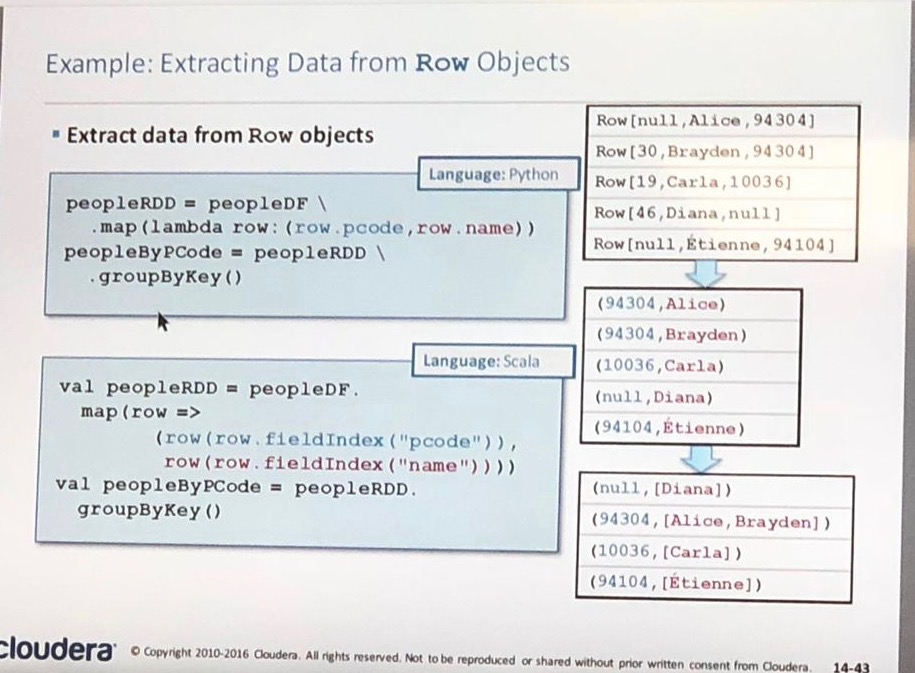 Example: Extracting Data from Row Objects
▪ Extract data from Row objects
Language: Python
peopleRDD = peopleDF \
.map(lambda row: (row.pcode,row.name))
peopleByPCode = peopleRDD \
.groupByKey()
Language: Scala
val peopleRDD = peopleDF.
map(row =>
(row(row.fieldIndex("pcode")),
row(row.fieldIndex("name"))))
val peopleByPCode = peopleRDD.
groupByKey()
Row[null,Alice,94304]
Row[30,Brayden,94304]
Row[19,Carla,10036]
Row[46,Diana,null]
Row[null,Étienne,94104]
(94304,Alice)
(94304,Brayden)
(10036,Carla)
(null,Diana)
(94104,Étienne)
(null,[Diana])
(94304,[Alice,Brayden])
(10036,[Carla])
(94104,[Étienne])
cloudera © Copyright 2010-2016 Cloudera. All rights reserved. Not to be reproduced or shared without prior written consent from Cloudera. 14-43